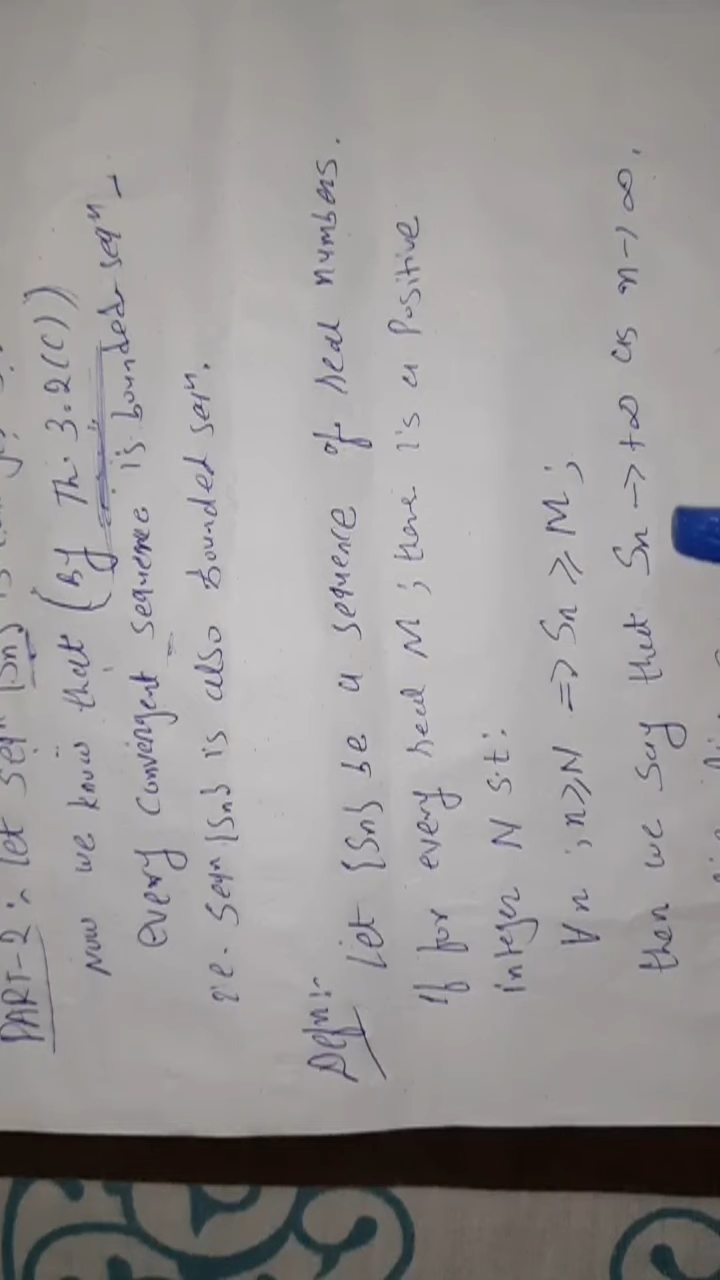 PART-2: Let seqn {Sn} is
Now we know that (By Th. 3.2(c))
every convergent sequence is bounded seqn -
i.e. seqn {Sn} is also bounded seqn.
Defn:-
Let {Sn} be a sequence of real numbers.
If for every real M ; there is a positive
integer N s.t:
∀ n ; n≥N => Sn ≥ M ;
then we say that Sn → +∞ as n → ∞.